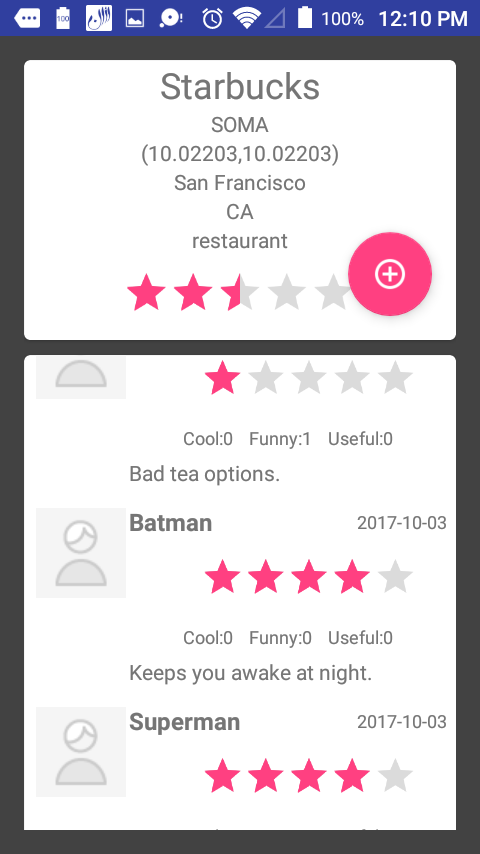 100
100% 12:10 PM
Starbucks
SOMA
(10.02203,10.02203)
San Francisco
CA
restaurant
Cool:0 Funny:1 Useful:0
Bad tea options.
Batman 2017-10-03
Cool:0 Funny:0 Useful:0
Keeps you awake at night.
Superman 2017-10-03